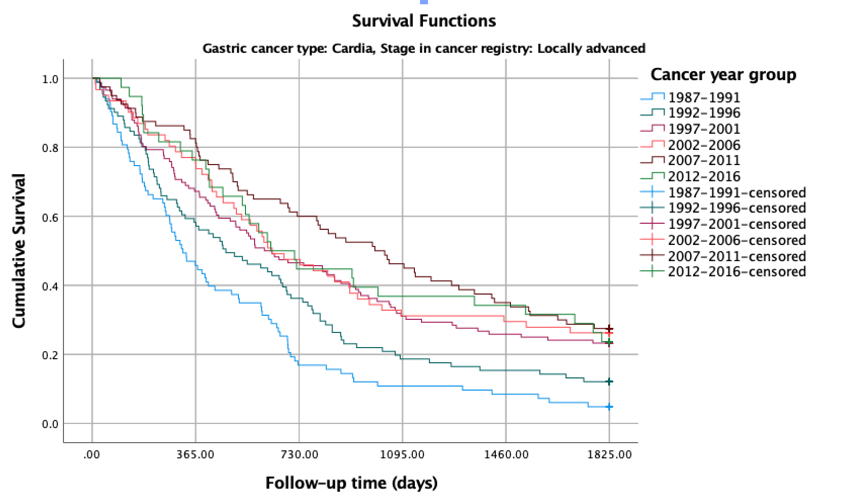 Survival Functions
Gastric cancer type: Cardia, Stage in cancer registry: Locally advanced
Cancer year group
1987-1991
1992-1996
1997-2001
2002-2006
2007-2011
2012-2016
1987-1991-censored
1992-1996-censored
1997-2001-censored
2002-2006-censored
2007-2011-censored
2012-2016-censored
Cumulative Survival
1.0
0.8
0.6
0.4
0.2
0.0
.00 365.00 730.00 1095.00 1460.00 1825.00
Follow-up time (days)